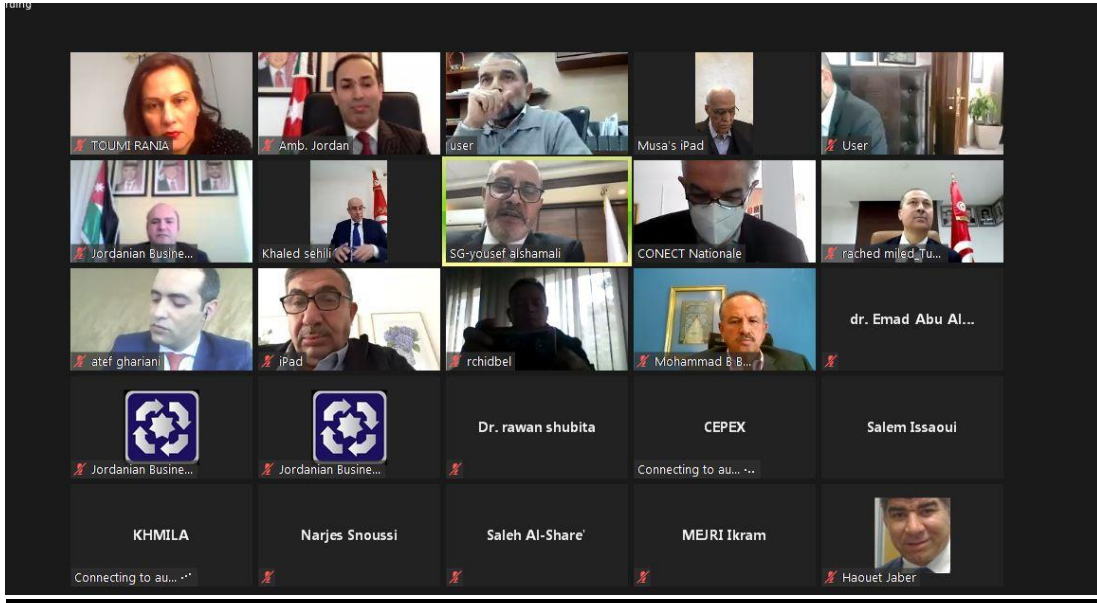 rding
TOUMI RANIA
Amb. Jordan
user
Musa's iPad
User
Jordanian Busine...
Khaled sehili
SG-yousef alshamali
CONECT Nationale
rached miled_Tu...
atef ghariani
iPad
rchidbel
Mohammad B B...
dr. Emad Abu Al...
Jordanian Busine...
Jordanian Busine...
Dr. rawan shubita
CEPEX
Connecting to au...
Salem Issaoui
KHMILA
Connecting to au...
Narjes Snoussi
Saleh Al-Share'
MEJRI Ikram
Haouet Jaber